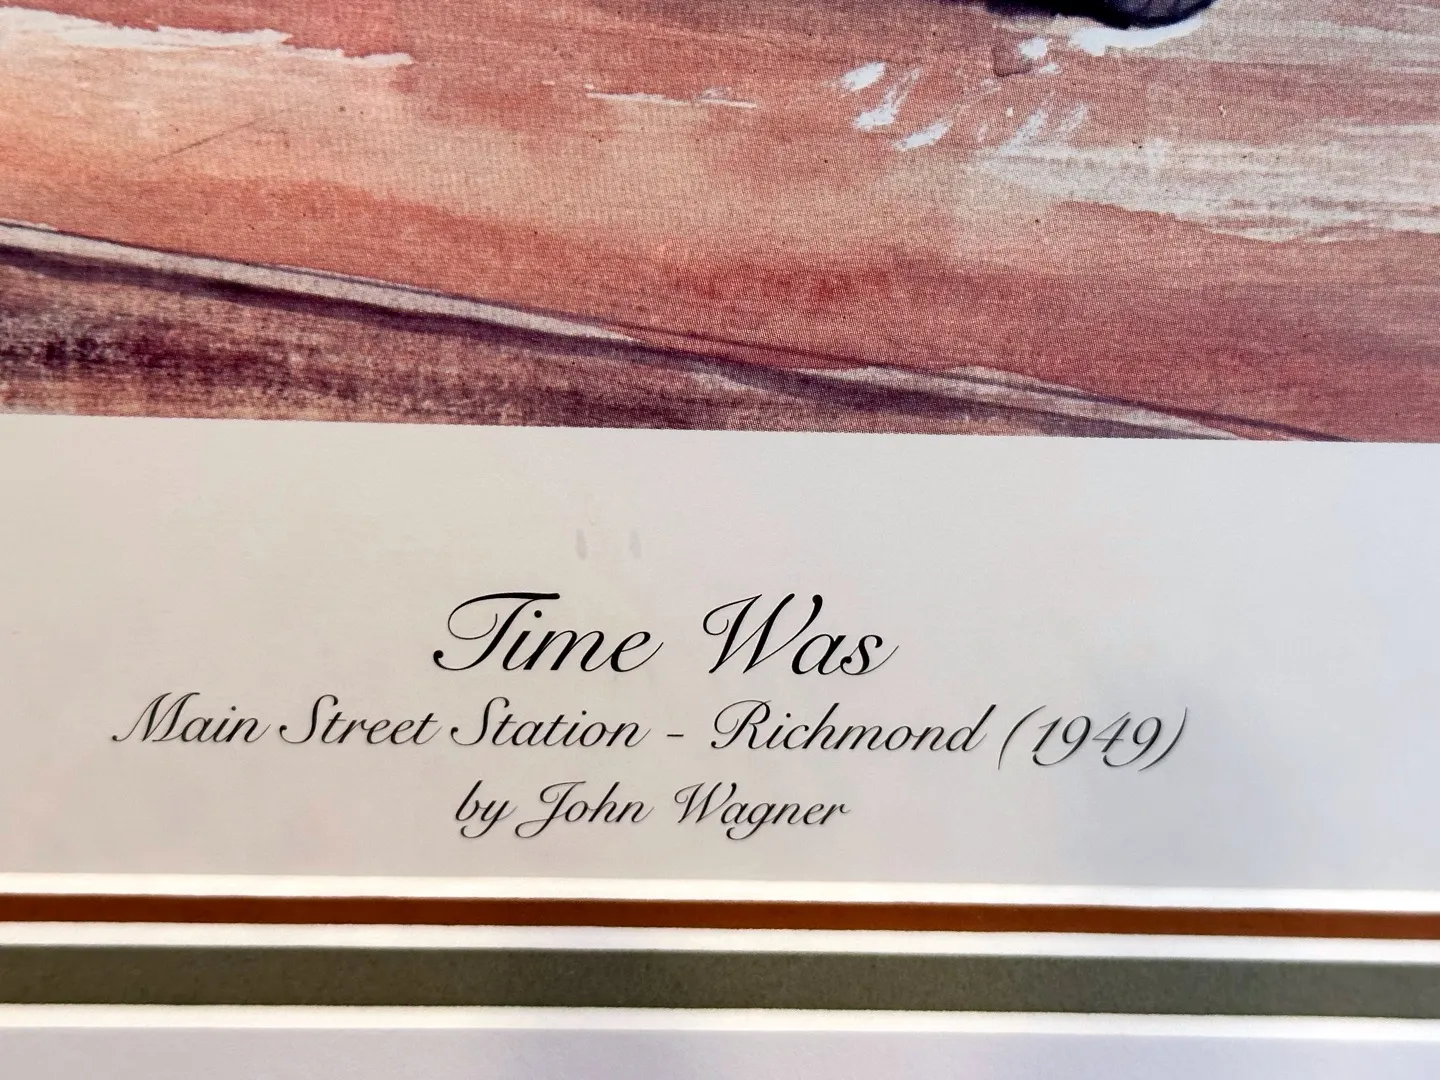 Time Was
Main Street Station - Richmond (1949)
by John Wagner